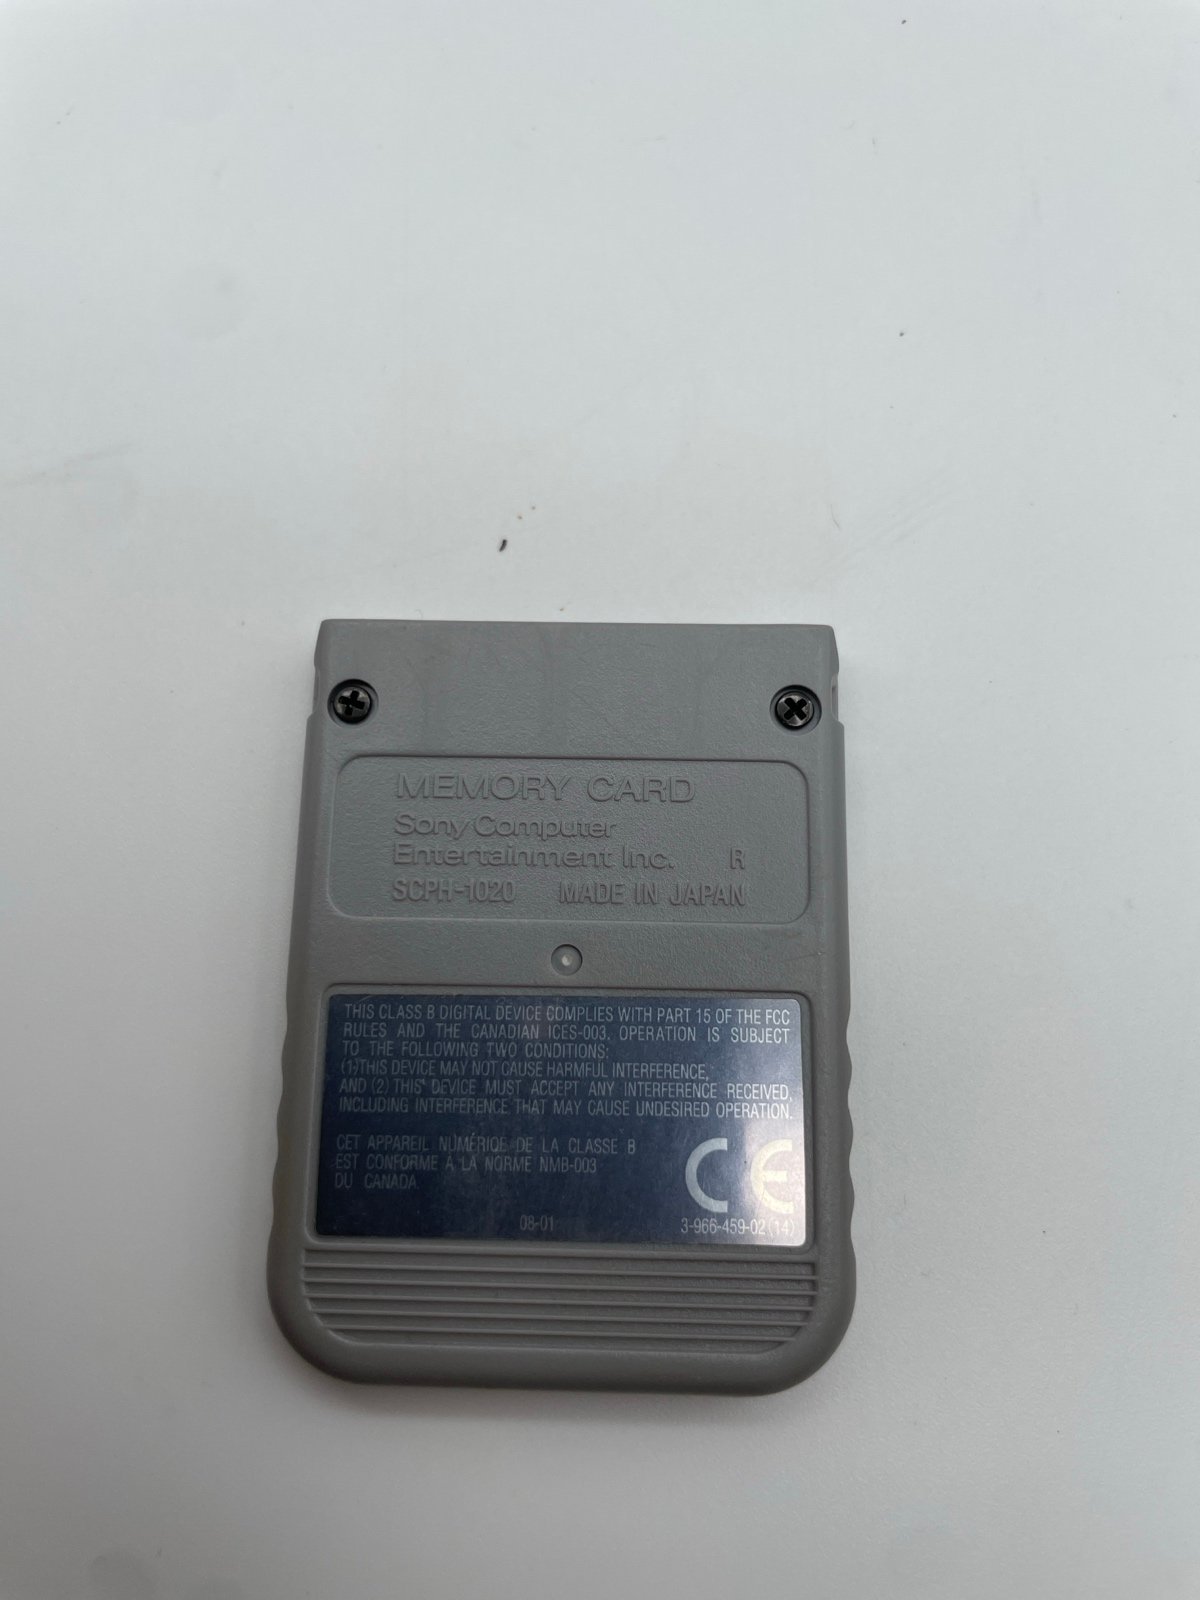 MEMORY CARD
Sony Computer
Entertainment Inc. R
SCPH-1020 MADE IN JAPAN
THIS CLASS B DIGITAL DEVICE COMPLIES WITH PART 15 OF THE FCC
RULES AND THE CANADIAN ICES-003. OPERATION IS SUBJECT
TO THE FOLLOWING TWO CONDITIONS:
(1)THIS DEVICE MAY NOT CAUSE HARMFUL INTERFERENCE,
AND (2) THIS DEVICE MUST ACCEPT ANY INTERFERENCE RECEIVED,
INCLUDING INTERFERENCE THAT MAY CAUSE UNDESIRED OPERATION.
CET APPAREIL NUMÉRIQE DE LA CLASSE B
EST CONFORME A LA NORME NMB-003
DU CANADA.
CE
08-01 3-966-459-02(14)